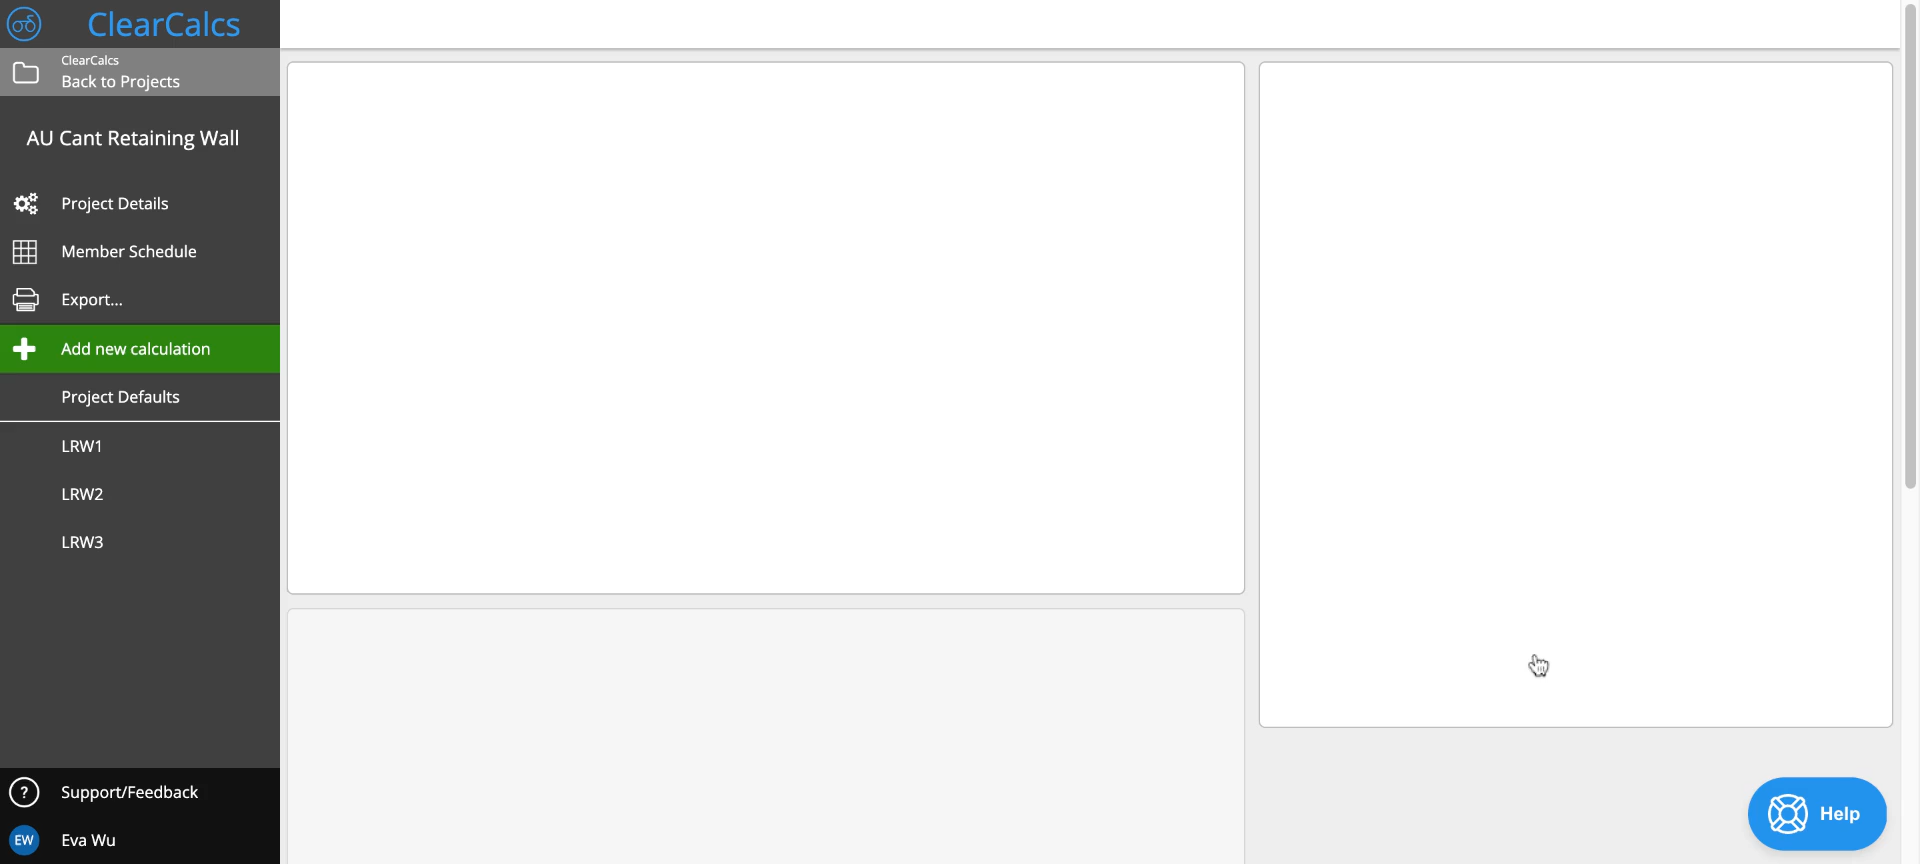 ClearCalcs
ClearCalcs
Back to Projects
AU Cant Retaining Wall
Project Details
Member Schedule
Export...
Add new calculation
Project Defaults
LRW1
LRW2
LRW3
? Support/Feedback
EW Eva Wu
Help